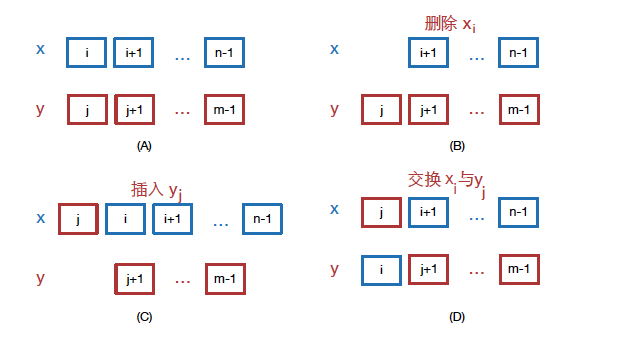 x i i+1 ... n-1
y j j+1 ... m-1
(A)
删除 xi
x i+1 ... n-1
y j j+1 ... m-1
(B)
插入 yj
x j i i+1 ... n-1
y j+1 ... m-1
(C)
交换 xi与yj
x j i+1 ... n-1
y i j+1 ... m-1
(D)